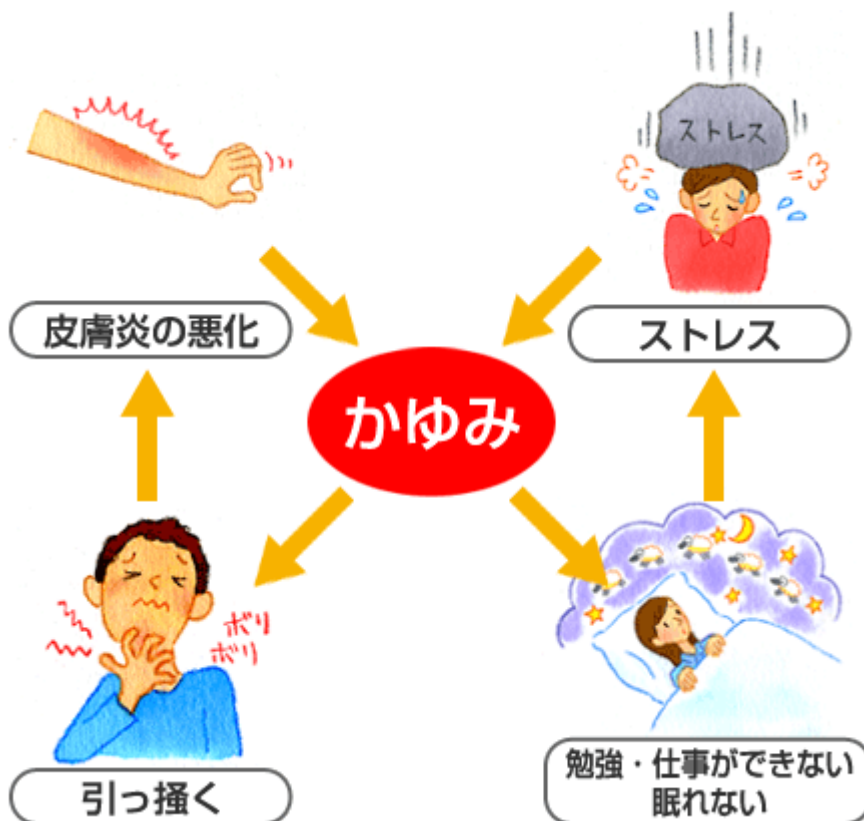 ストレス
皮膚炎の悪化
ストレス
かゆみ
ボリ
ボリ
引っ掻く
勉強・仕事ができない
眠れない